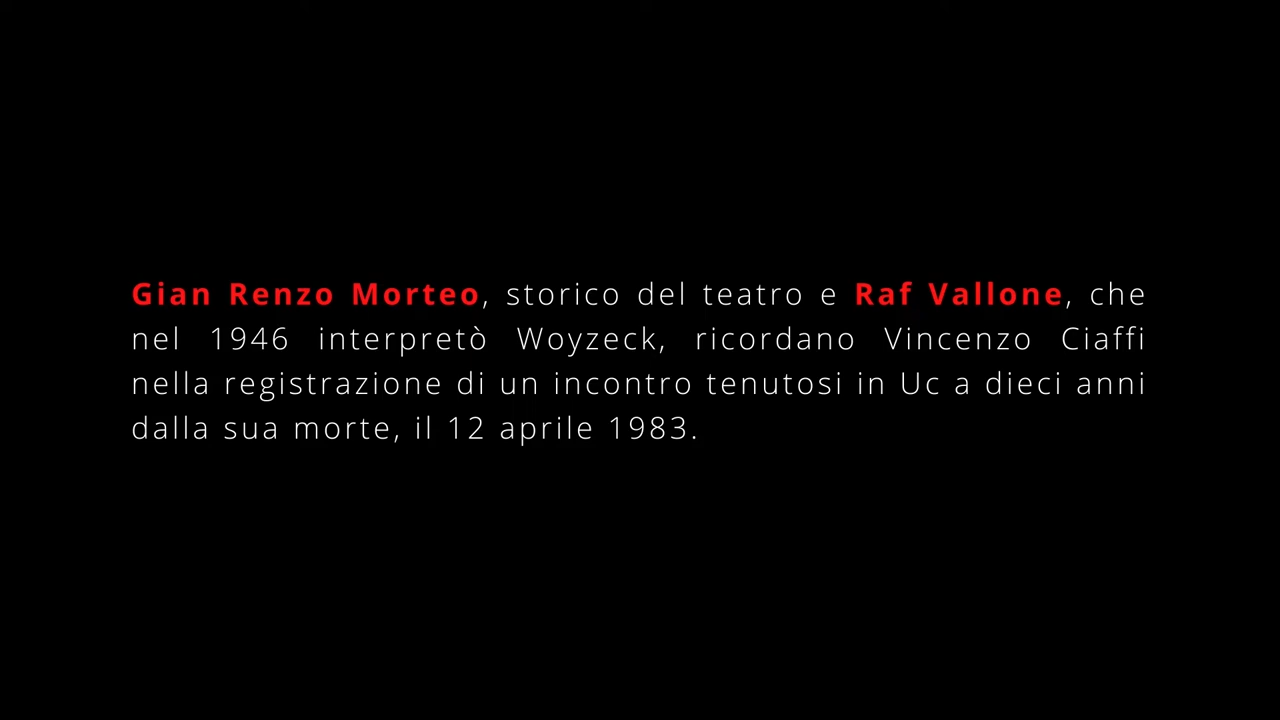 Gian Renzo Morteo, storico del teatro e Raf Vallone, che
nel 1946 interpretò Woyzeck, ricordano Vincenzo Ciaffi
nella registrazione di un incontro tenutosi in Uc a dieci anni
dalla sua morte, il 12 aprile 1983.